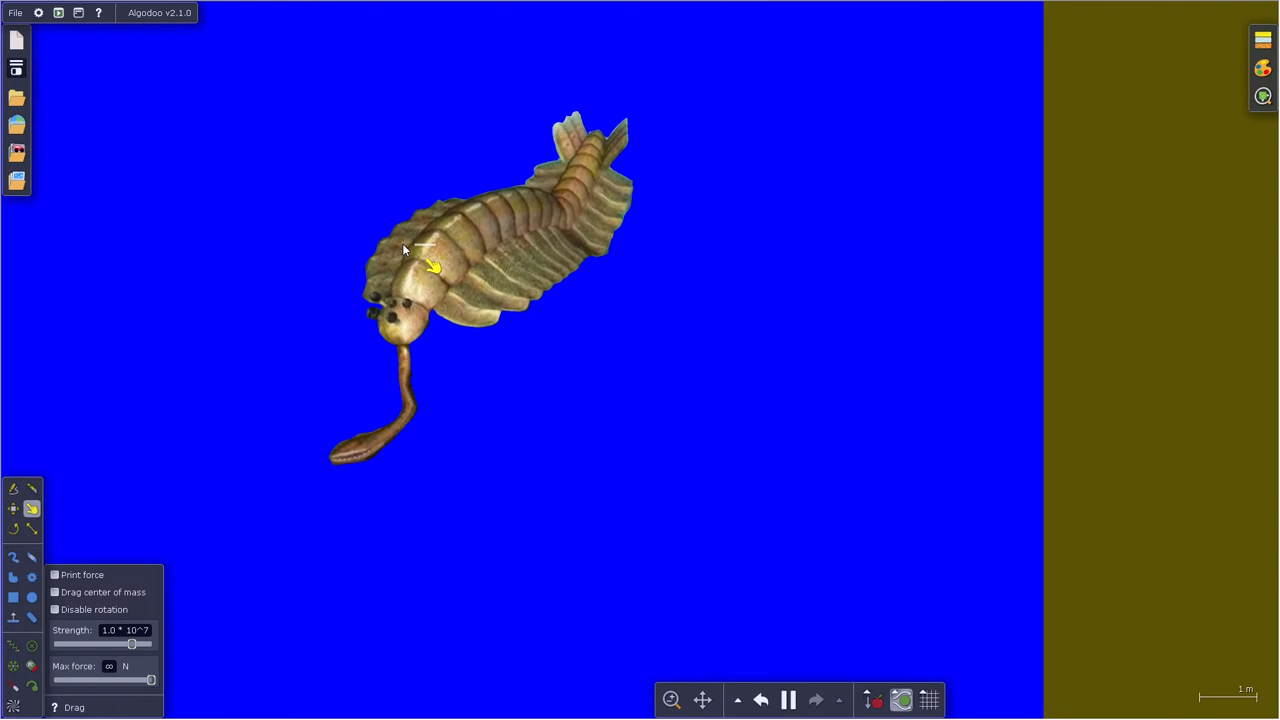 File ? Algodoo v2.1.0
Print force
Drag center of mass
Disable rotation
Strength: 1.0 * 10^7
Max force: ∞ N
? Drag
1 m